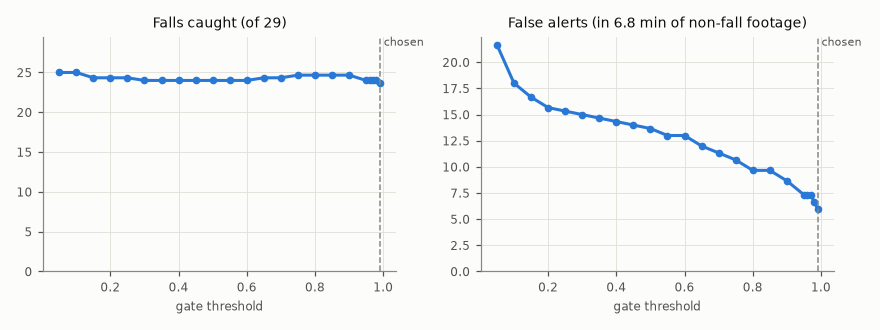 Falls caught (of 29)
chosen
25
20
15
10
5
0
0.2 0.4 0.6 0.8 1.0
gate threshold
False alerts (in 6.8 min of non-fall footage)
chosen
20.0
17.5
15.0
12.5
10.0
7.5
5.0
2.5
0.0
0.2 0.4 0.6 0.8 1.0
gate threshold